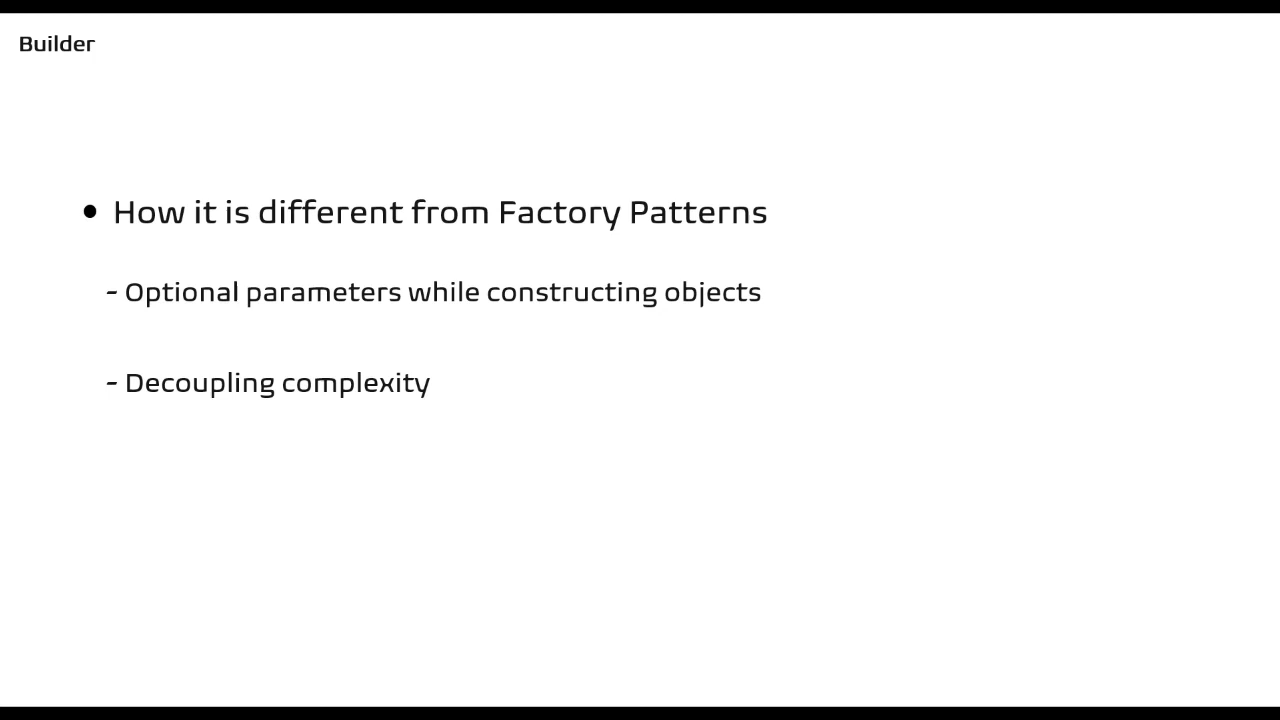 Builder
• How it is different from Factory Patterns
- Optional parameters while constructing objects
- Decoupling complexity